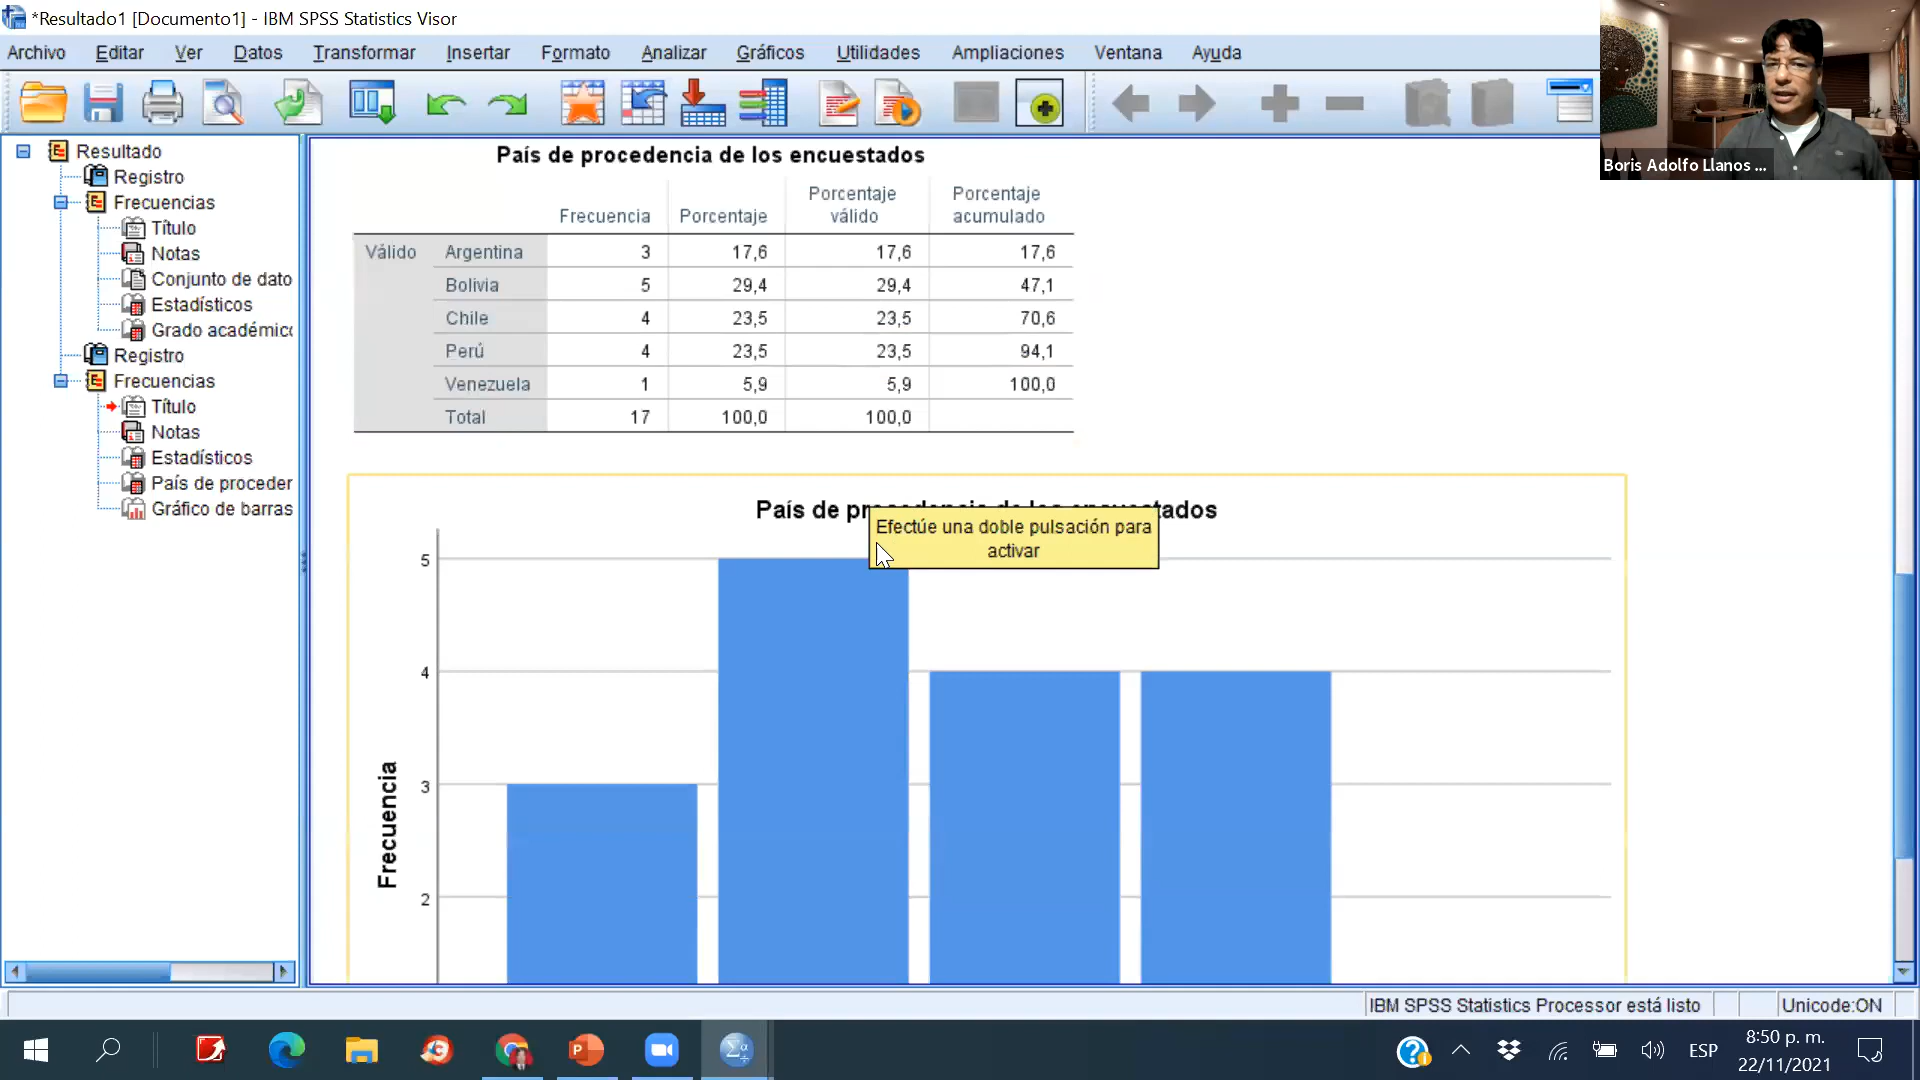 *Resultado1 [Documento1] - IBM SPSS Statistics Visor
Archivo Editar Ver Datos Transformar Insertar Formato Analizar Gráficos Utilidades Ampliaciones Ventana Ayuda
Boris Adolfo Llanos ...
Resultado
Registro
Frecuencias
Título
Notas
Conjunto de dato
Estadísticos
Grado académic
Registro
Frecuencias
Título
Notas
Estadísticos
País de proceder
Gráfico de barras
País de procedencia de los encuestados
Frecuencia Porcentaje Porcentaje válido Porcentaje acumulado
Válido Argentina 3 17,6 17,6 17,6
Bolivia 5 29,4 29,4 47,1
Chile 4 23,5 23,5 70,6
Perú 4 23,5 23,5 94,1
Venezuela 1 5,9 5,9 100,0
Total 17 100,0 100,0
País de procedencia de los encuestados
Efectúe una doble pulsación para
activar
5
4
3
2
Frecuencia
IBM SPSS Statistics Processor está listo Unicode:ON
ESP
8:50 p. m.
22/11/2021